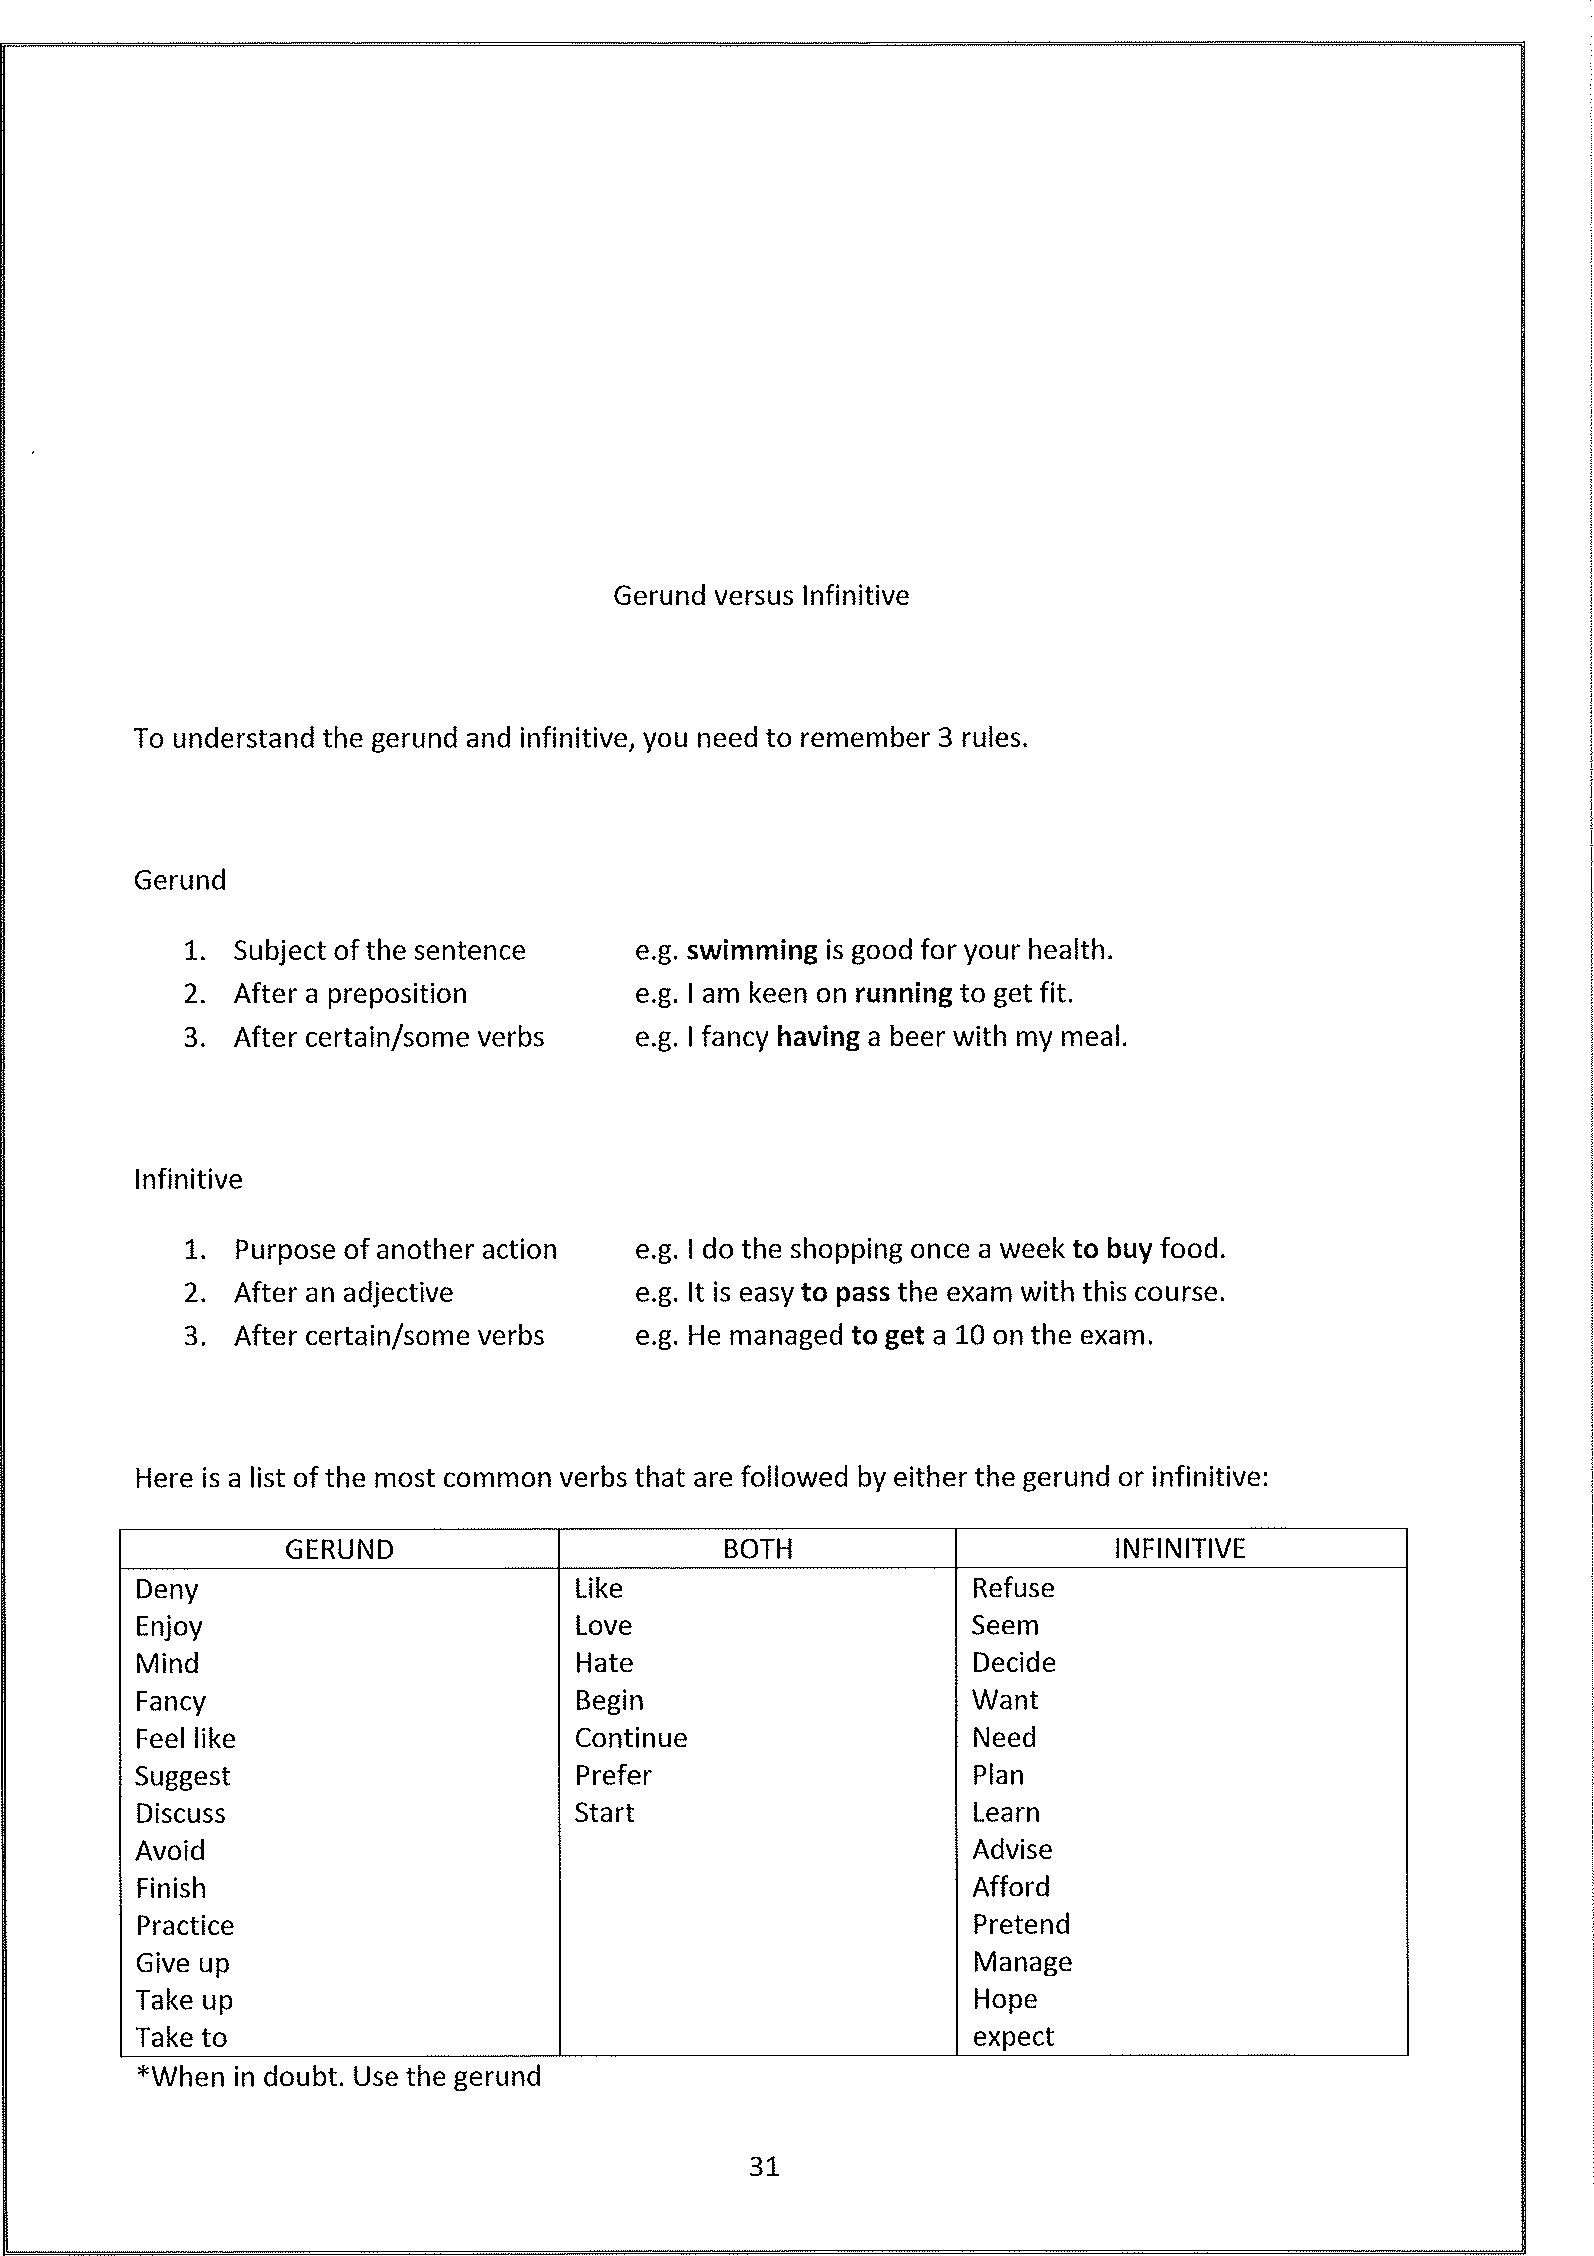 Gerund versus Infinitive
To understand the gerund and infinitive, you need to remember 3 rules.
Gerund
1. Subject of the sentence e.g. swimming is good for your health.
2. After a preposition e.g. I am keen on running to get fit.
3. After certain/some verbs e.g. I fancy having a beer with my meal.
Infinitive
1. Purpose of another action e.g. I do the shopping once a week to buy food.
2. After an adjective e.g. It is easy to pass the exam with this course.
3. After certain/some verbs e.g. He managed to get a 10 on the exam.
Here is a list of the most common verbs that are followed by either the gerund or infinitive:
GERUND BOTH INFINITIVE
Deny Like Refuse
Enjoy Love Seem
Mind Hate Decide
Fancy Begin Want
Feel like Continue Need
Suggest Prefer Plan
Discuss Start Learn
Avoid Advise
Finish Afford
Practice Pretend
Give up Manage
Take up Hope
Take to expect
*When in doubt. Use the gerund
31